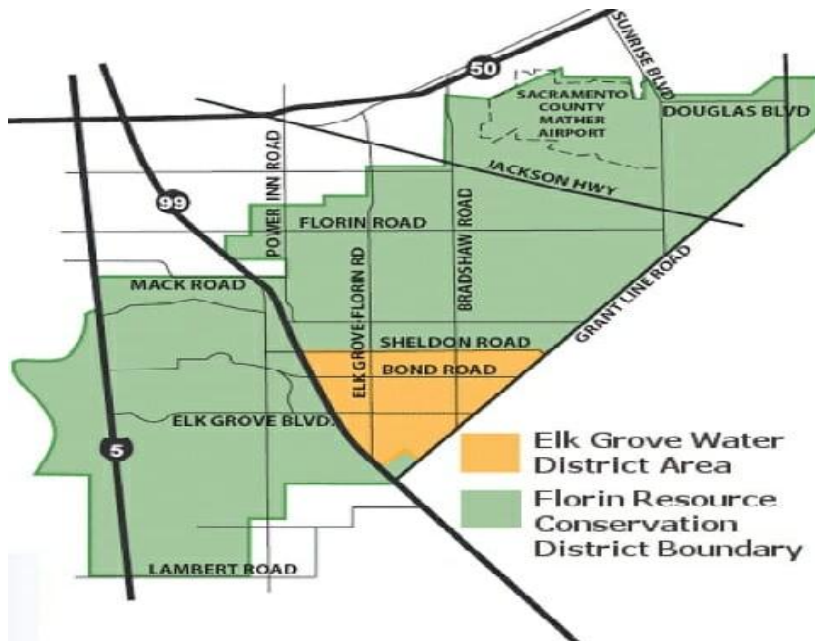 SUNRISE BLVD
50
SACRAMENTO
COUNTY
MATHER
AIRPORT
DOUGLAS BLVD
JACKSON HWY
99
POWER INN ROAD
FLORIN ROAD
BRADSHAW ROAD
ELK GROVE-FLORIN RD
MACK ROAD
GRANT LINE ROAD
SHELDON ROAD
BOND ROAD
ELK GROVE BLVD.
5
LAMBERT ROAD
Elk Grove Water
District Area
Florin Resource
Conservation
District Boundary